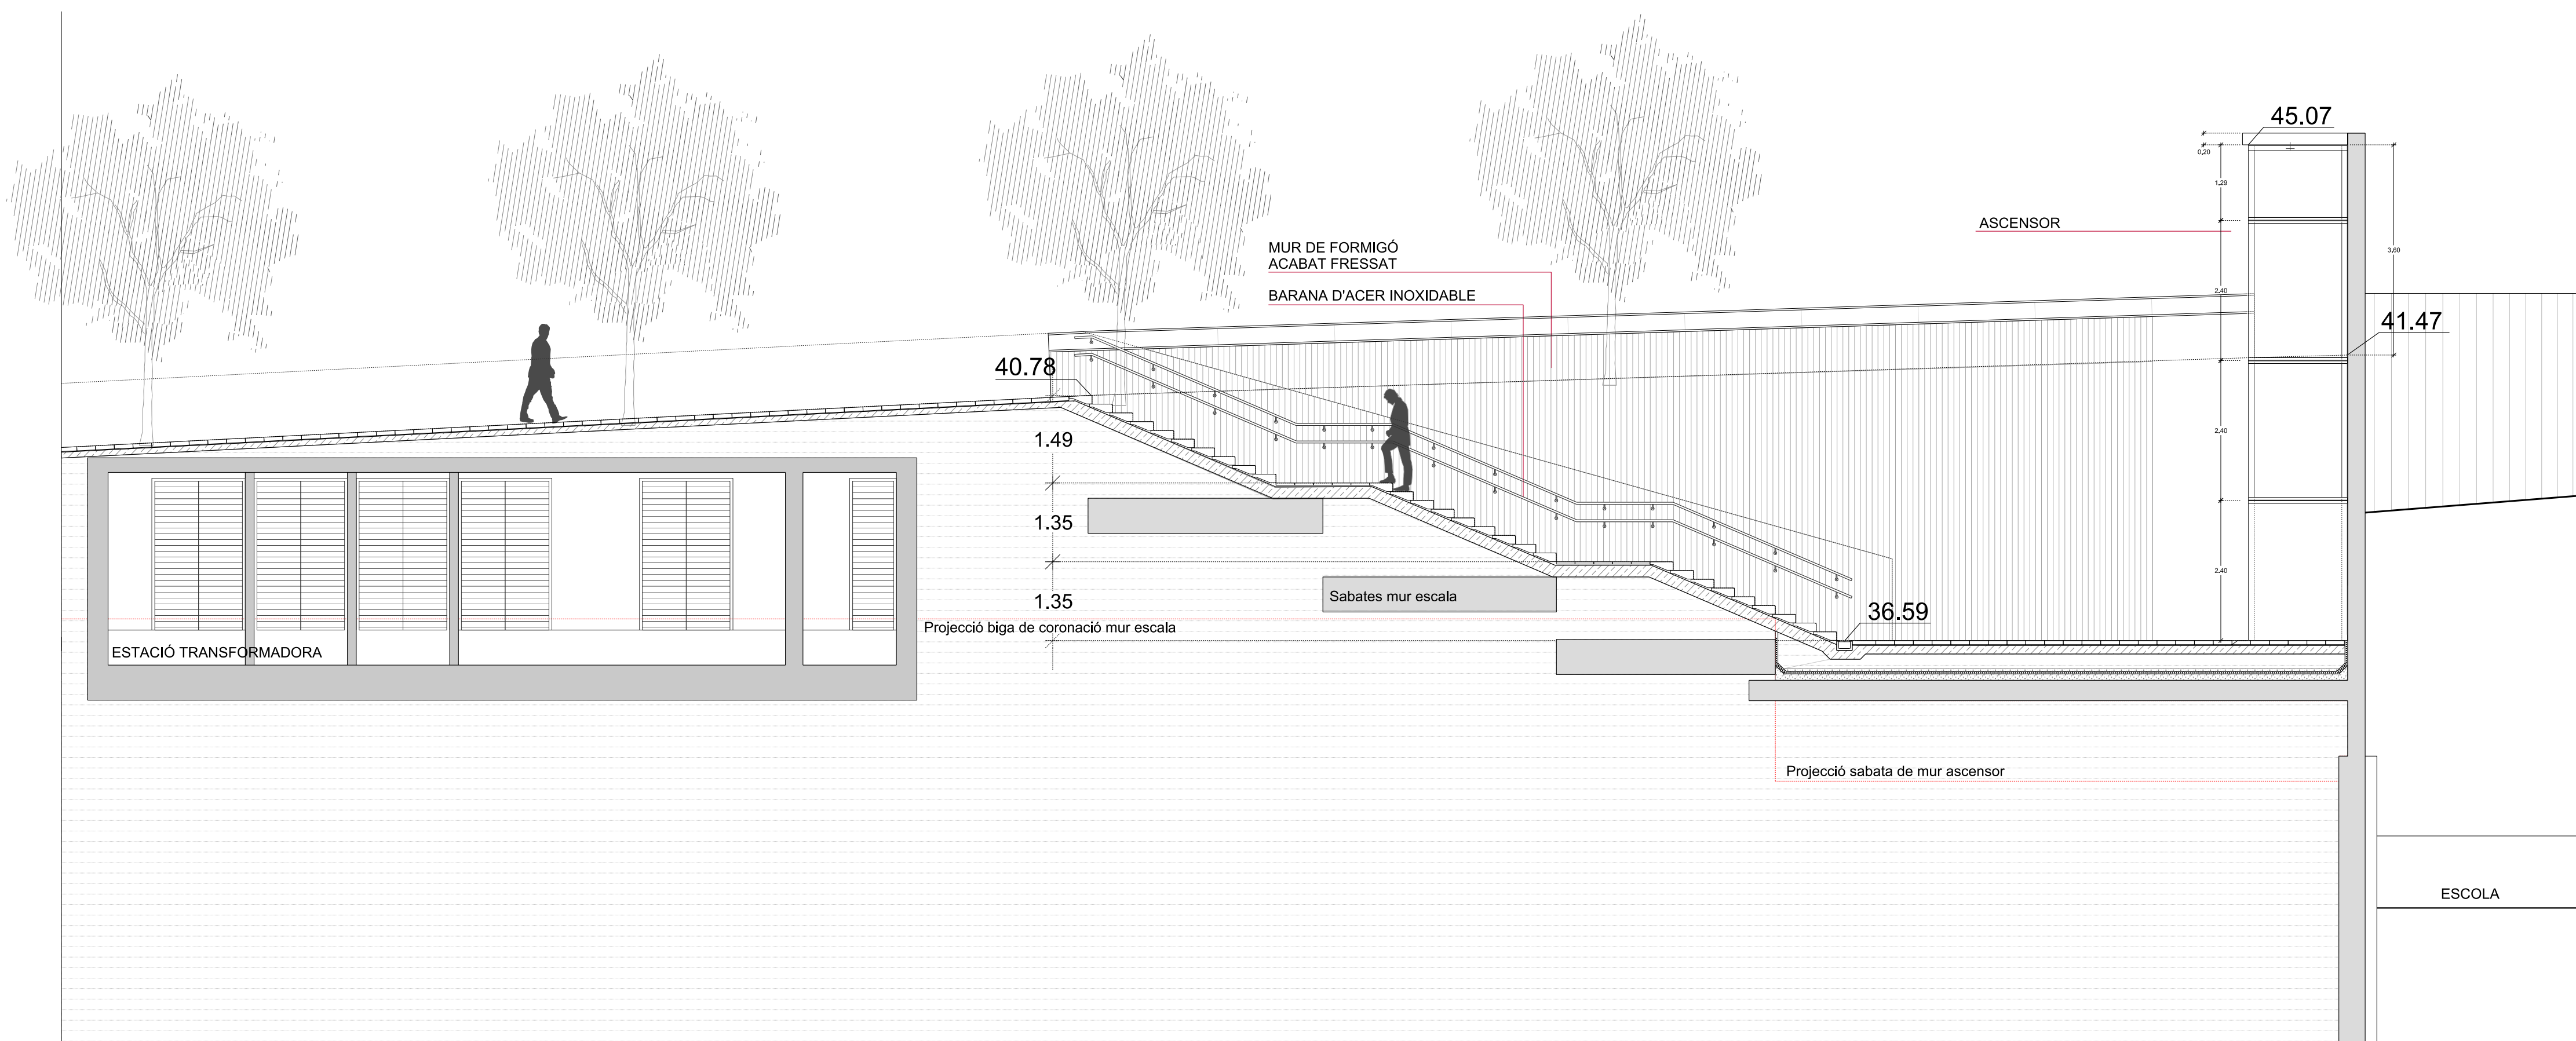 45.07
0,20
1,29
ASCENSOR
MUR DE FORMIGÓ
ACABAT FRESSAT
3,60
BARANA D'ACER INOXIDABLE
2,40
41.47
40.78
1.49
2,40
1.35
2,40
Sabates mur escala
1.35
36.59
Projecció biga de coronació mur escala
ESTACIÓ TRANSFORMADORA
Projecció sabata de mur ascensor
ESCOLA